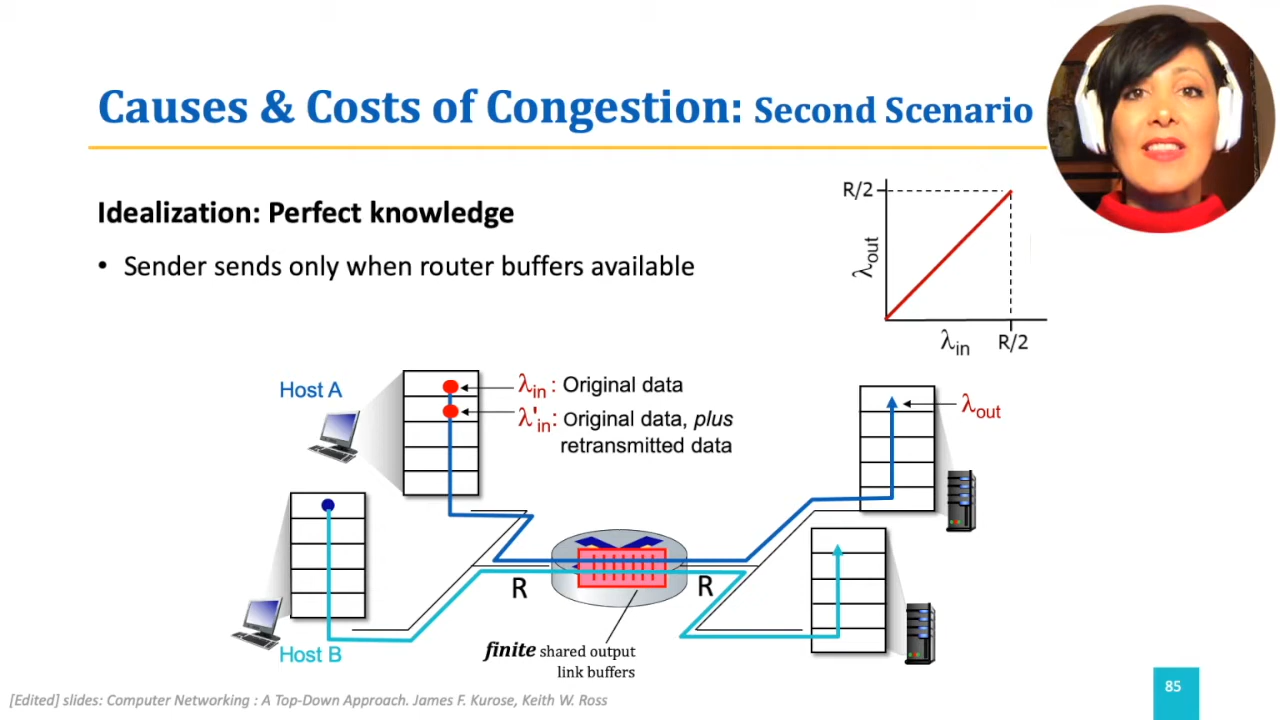 Causes & Costs of Congestion: Second Scenario
Idealization: Perfect knowledge
• Sender sends only when router buffers available
R/2
λout
λin
R/2
Host A
λin : Original data
λ'in: Original data, plus
retransmitted data
λout
Host B
R
R
finite shared output
link buffers
[Edited] slides: Computer Networking : A Top-Down Approach. James F. Kurose, Keith W. Ross
85